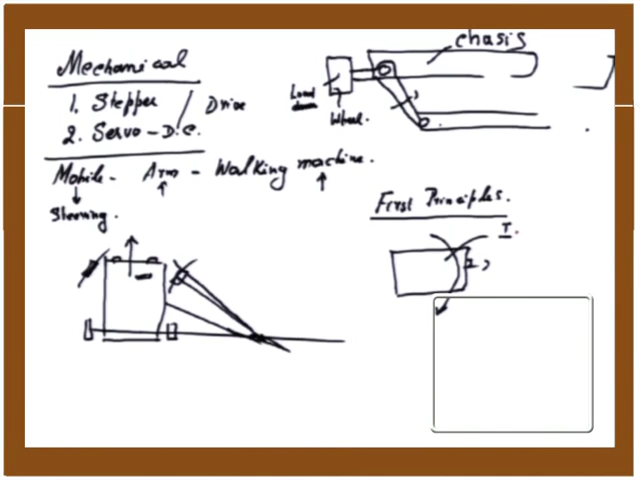 Mechanical
1. Stepper / Drive
2. Servo - D.C.
Mobile - Arm - Walking machine.
Steering.
chasis
Load
Wheel.
First Principles.
I.